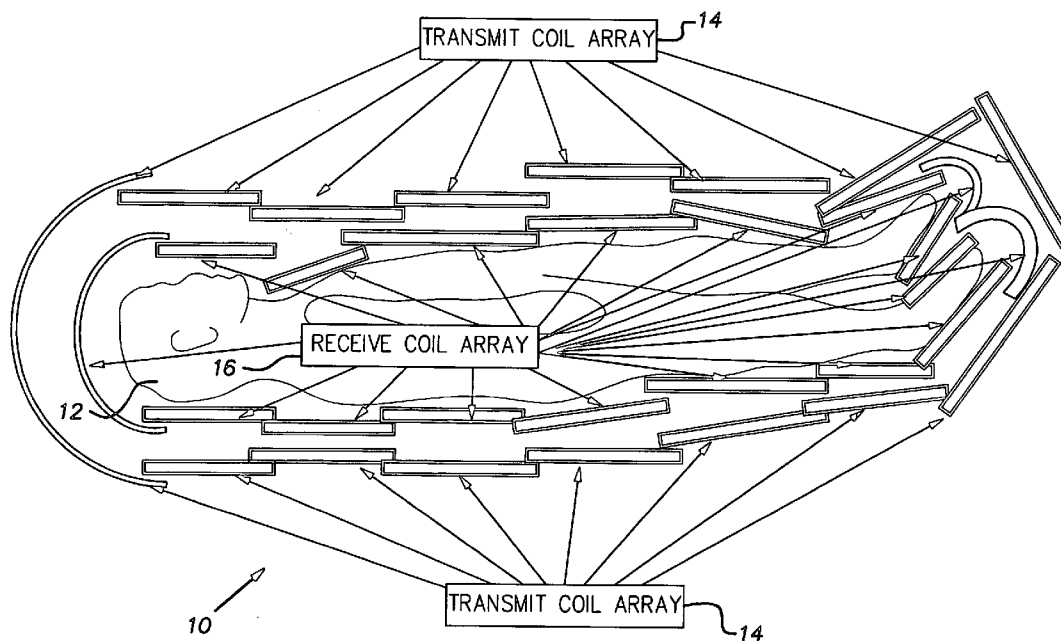 14
TRANSMIT COIL ARRAY
RECEIVE COIL ARRAY
16
12
TRANSMIT COIL ARRAY
10
14